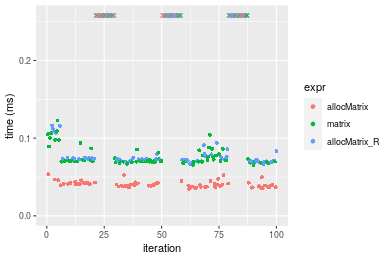 0.2
0.1
0.0
time (ms)
0
25
50
75
100
iteration
expr
allocMatrix
matrix
allocMatrix_R